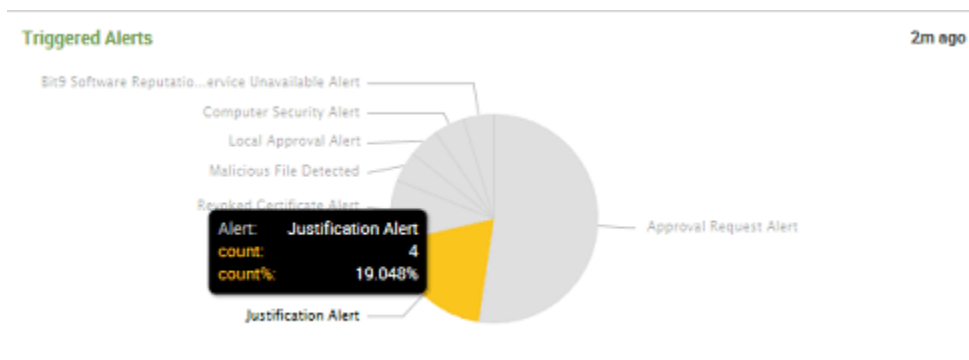 Triggered Alerts
2m ago
Bit9 Software Reputatio...ervice Unavailable Alert
Computer Security Alert
Local Approval Alert
Malicious File Detected
Revoked Certificate Alert
Approval Request Alert
Alert: Justification Alert
count: 4
count%: 19.048%
Justification Alert